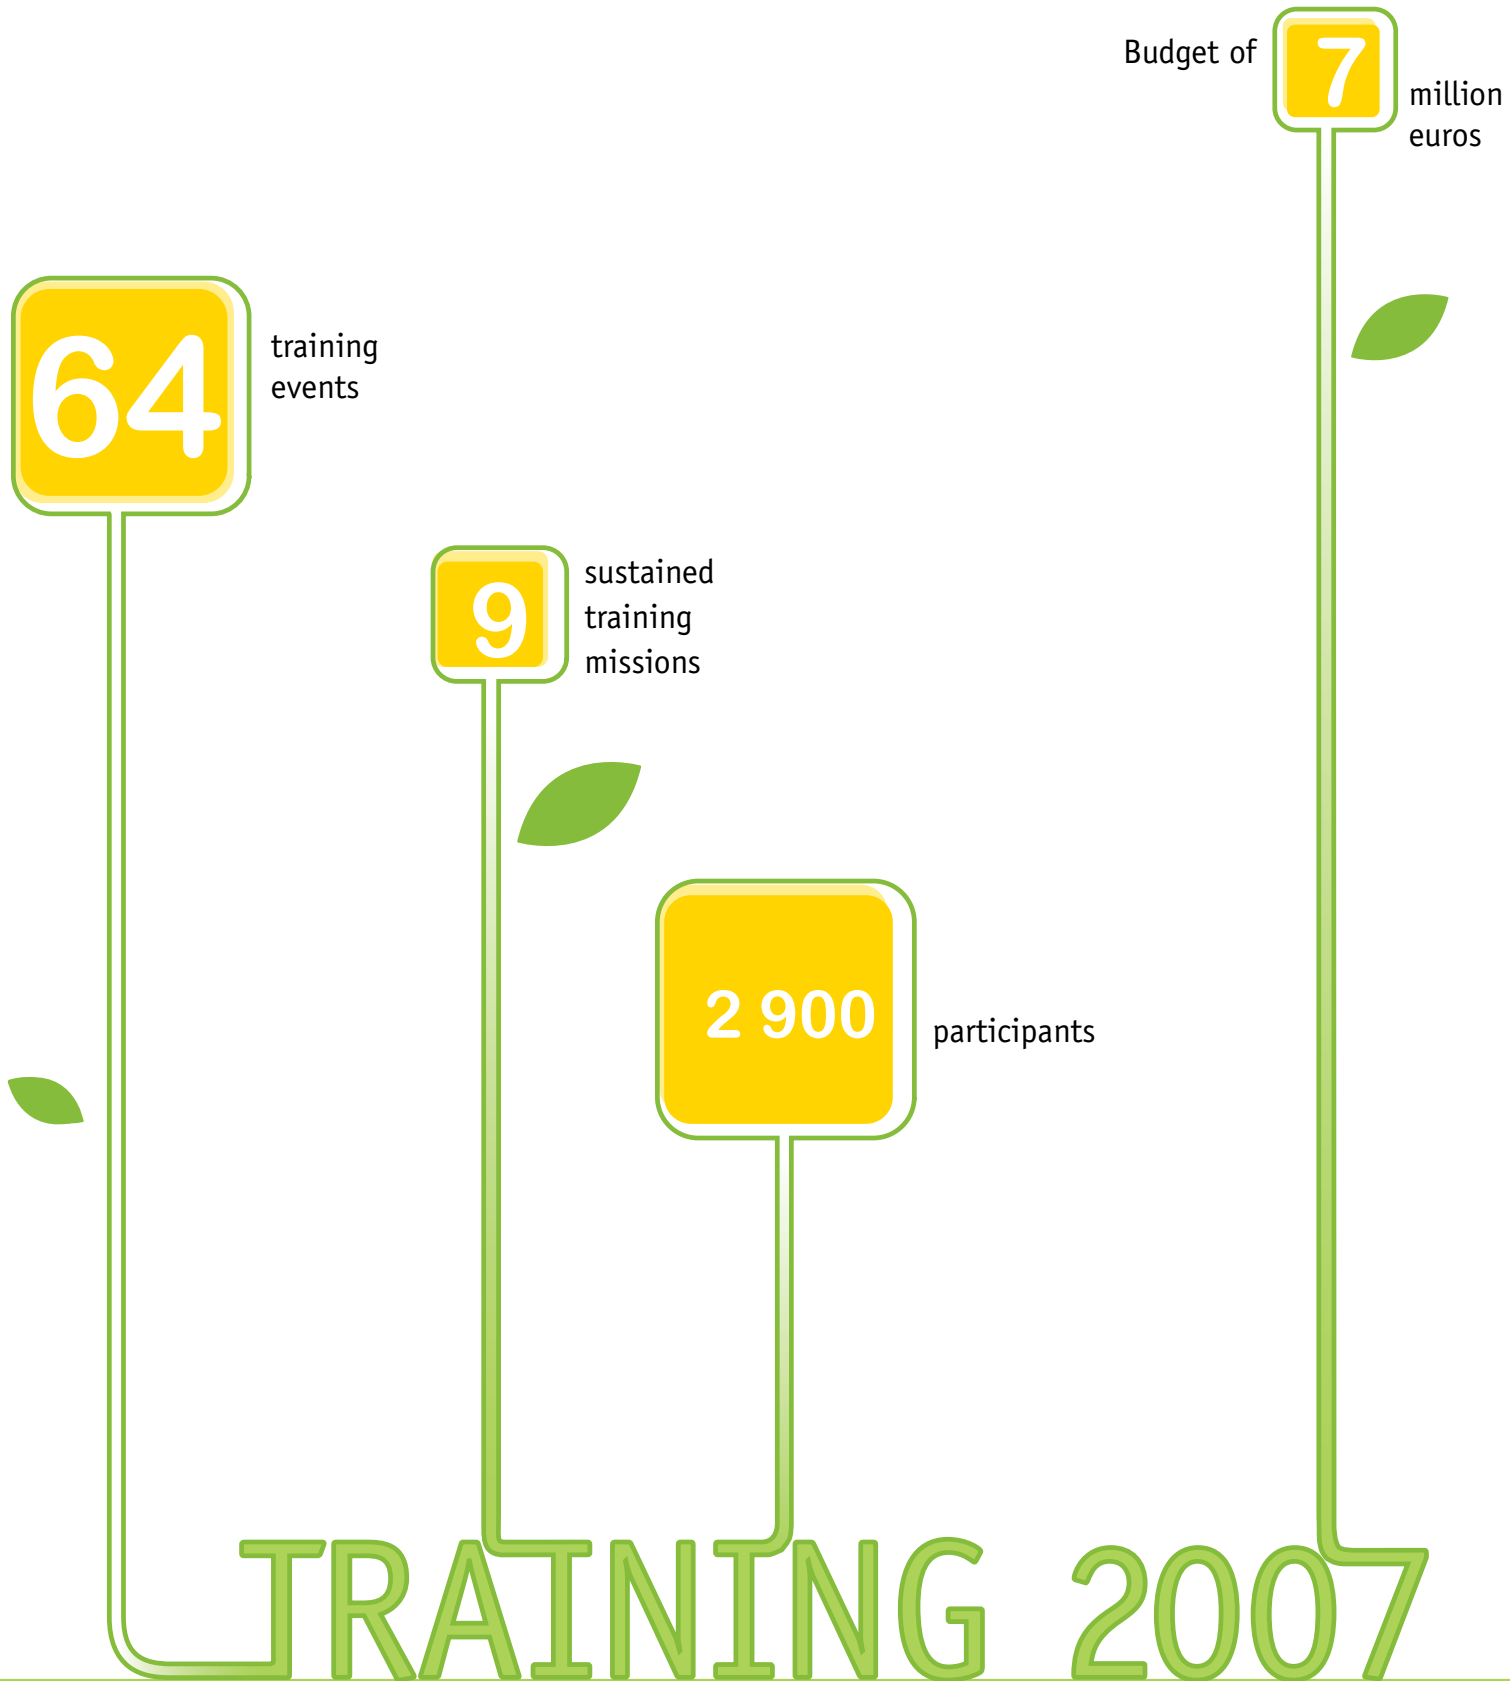 Budget of
7
million
euros
64
training
events
9
sustained
training
missions
2 900
participants
TRAINING 2007